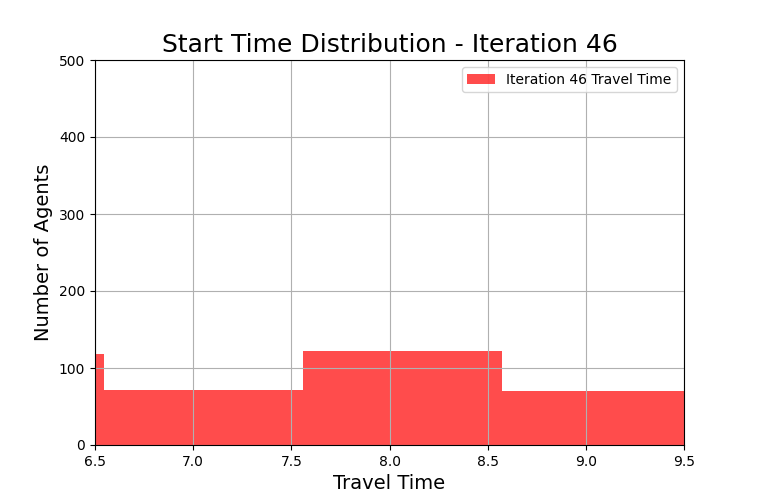 Start Time Distribution - Iteration 46
Iteration 46 Travel Time
Number of Agents
500
400
300
200
100
0
6.5 7.0 7.5 8.0 8.5 9.0 9.5
Travel Time